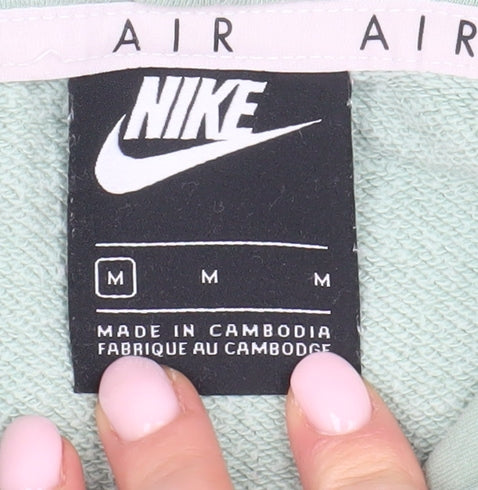 AIR AIR
NIKE
M M M
MADE IN CAMBODIA
FABRIQUE AU CAMBODGE